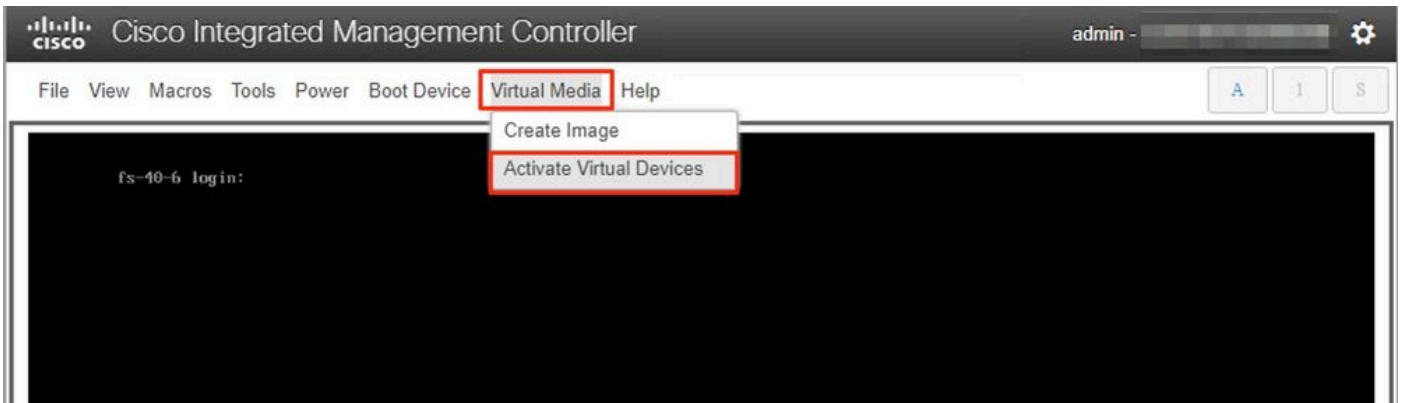 CISCO Cisco Integrated Management Controller admin -
File View Macros Tools Power Boot Device Virtual Media Help A 1 S
Create Image
Activate Virtual Devices
fs-40-6 login: